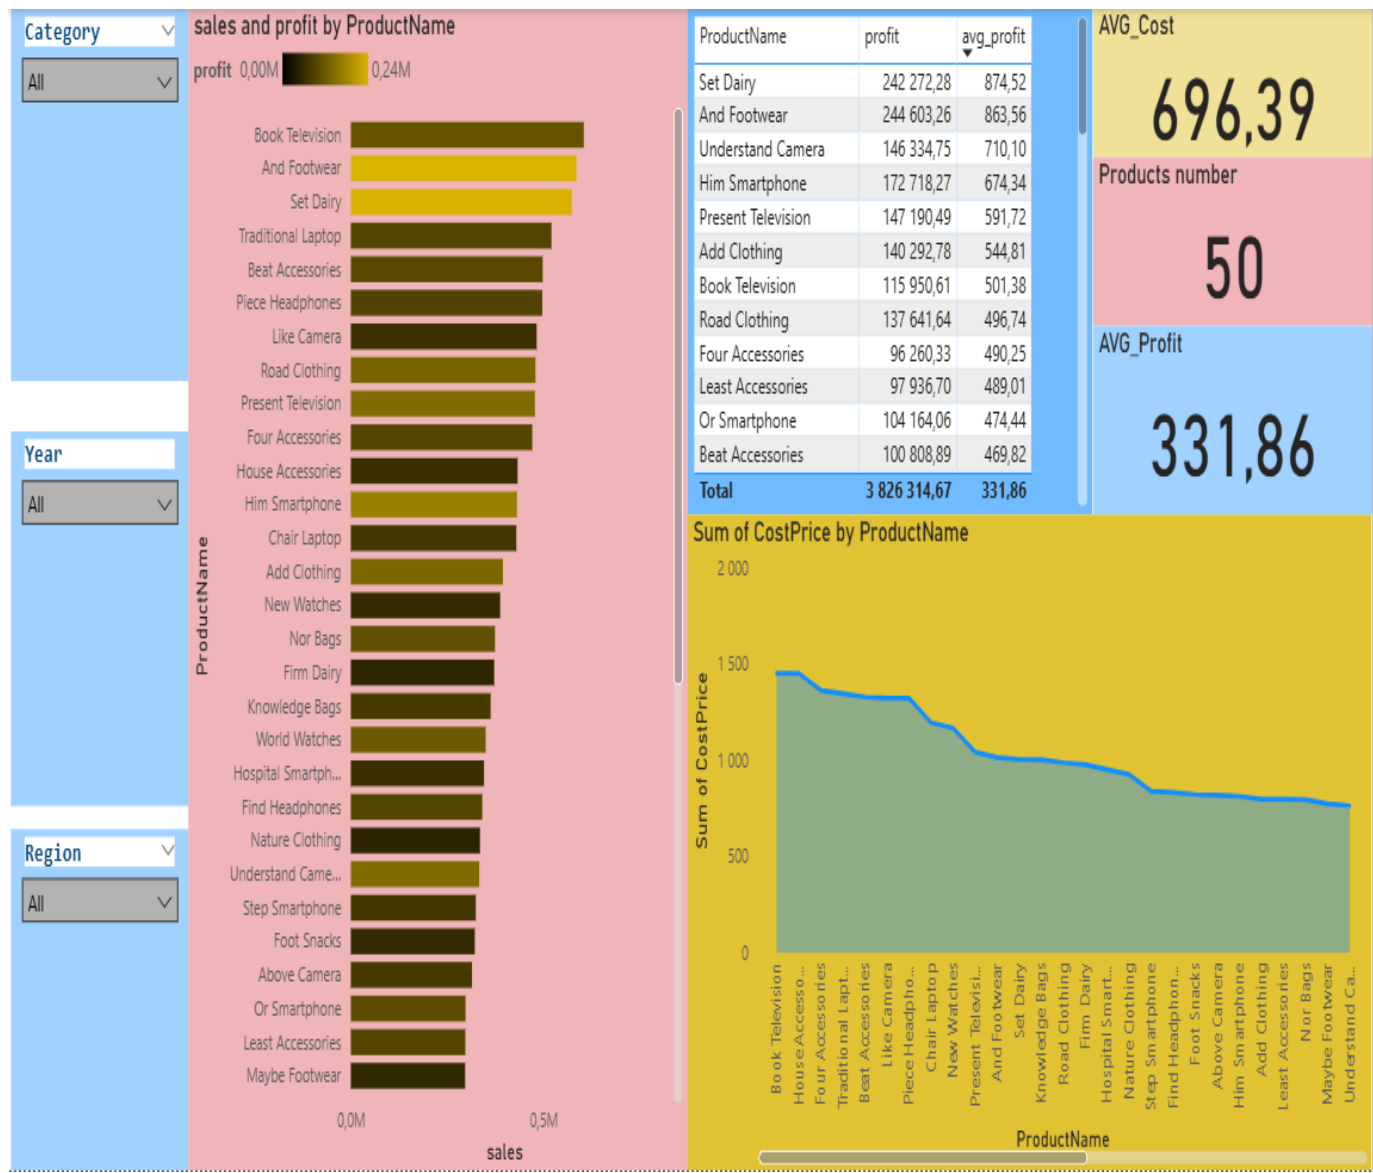 Category
All
Year
All
Region
All
sales and profit by ProductName
profit 0,00M 0,24M
ProductName
Book Television
And Footwear
Set Dairy
Traditional Laptop
Beat Accessories
Piece Headphones
Like Camera
Road Clothing
Present Television
Four Accessories
House Accessories
Him Smartphone
Chair Laptop
Add Clothing
New Watches
Nor Bags
Firm Dairy
Knowledge Bags
World Watches
Hospital Smartph...
Find Headphones
Nature Clothing
Understand Came...
Step Smartphone
Foot Snacks
Above Camera
Or Smartphone
Least Accessories
Maybe Footwear
0,0M 0,5M
sales
ProductName profit avg_profit
Set Dairy 242 272,28 874,52
And Footwear 244 603,26 863,56
Understand Camera 146 334,75 710,10
Him Smartphone 172 718,27 674,34
Present Television 147 190,49 591,72
Add Clothing 140 292,78 544,81
Book Television 115 950,61 501,38
Road Clothing 137 641,64 496,74
Four Accessories 96 260,33 490,25
Least Accessories 97 936,70 489,01
Or Smartphone 104 164,06 474,44
Beat Accessories 100 808,89 469,82
Total 3 826 314,67 331,86
AVG_Cost
696,39
Products number
50
AVG_Profit
331,86
Sum of CostPrice by ProductName
Sum of CostPrice
2 000
1 500
1 000
500
0
Book Television
House Accesso...
Four Accessories
Traditional Lapt...
Beat Accessories
Like Camera
Piece Headpho...
Chair Laptop
New Watches
Present Televisi...
And Footwear
Set Dairy
Knowledge Bags
Road Clothing
Firm Dairy
Hospital Smart...
Nature Clothing
Step Smartphone
Find Headphon...
Foot Snacks
Above Camera
Him Smartphone
Add Clothing
Least Accessories
Nor Bags
Maybe Footwear
Understand Ca...
ProductName